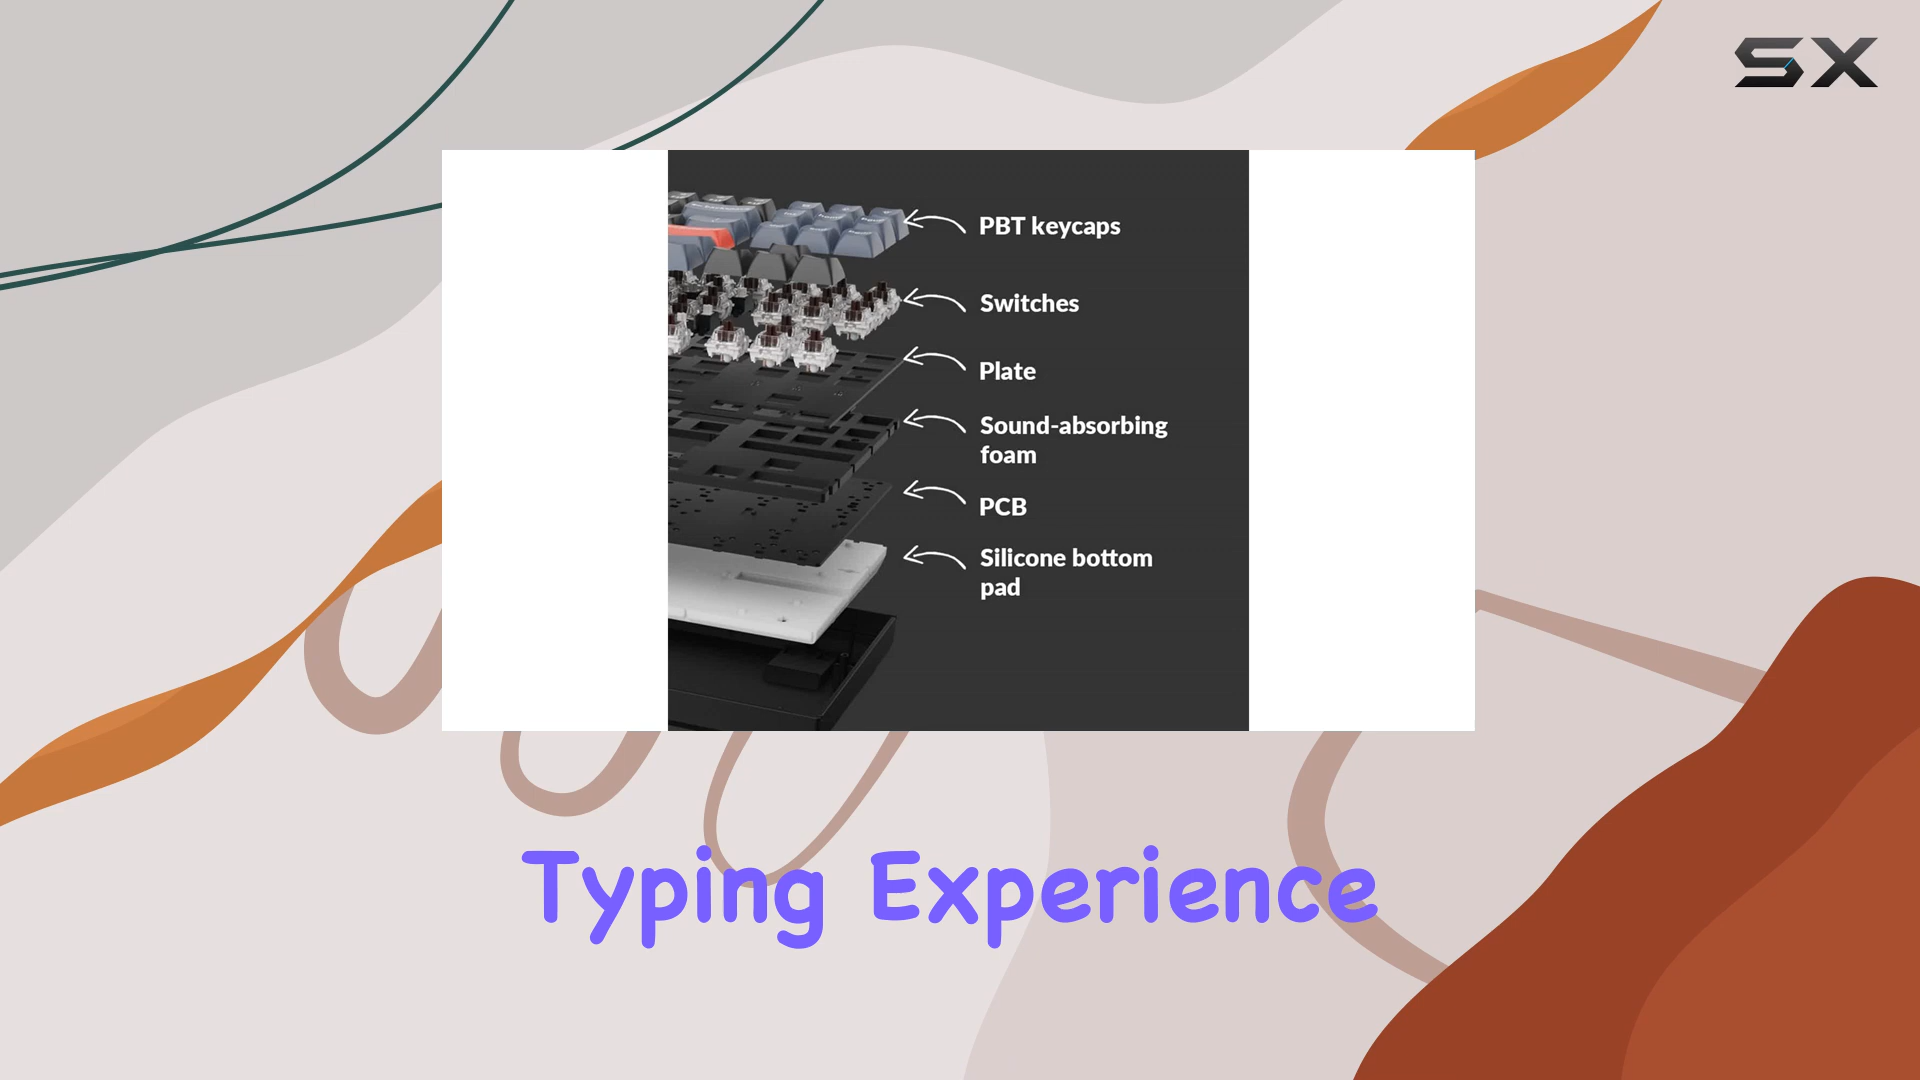 SX
PBT keycaps
Switches
Plate
Sound-absorbing
foam
PCB
Silicone bottom
pad
Typing Experience